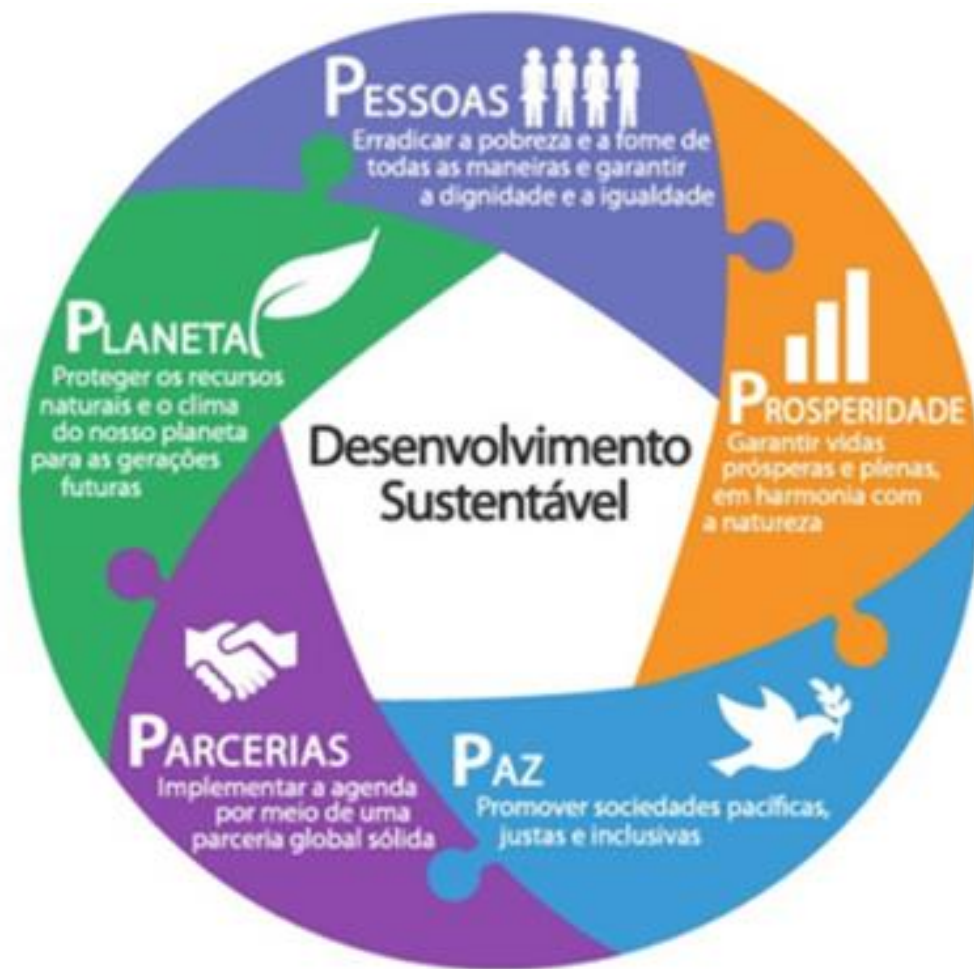 PESSOAS
Erradicar a pobreza e a fome de
todas as maneiras e garantir
a dignidade e a igualdade
PROSPERIDADE
Garantir vidas
prósperas e plenas,
em harmonia com
a natureza
PAZ
Promover sociedades pacíficas,
justas e inclusivas
PARCERIAS
Implementar a agenda
por meio de uma
parceria global sólida
PLANETA
Proteger os recursos
naturais e o clima
do nosso planeta
para as gerações
futuras
Desenvolvimento
Sustentável